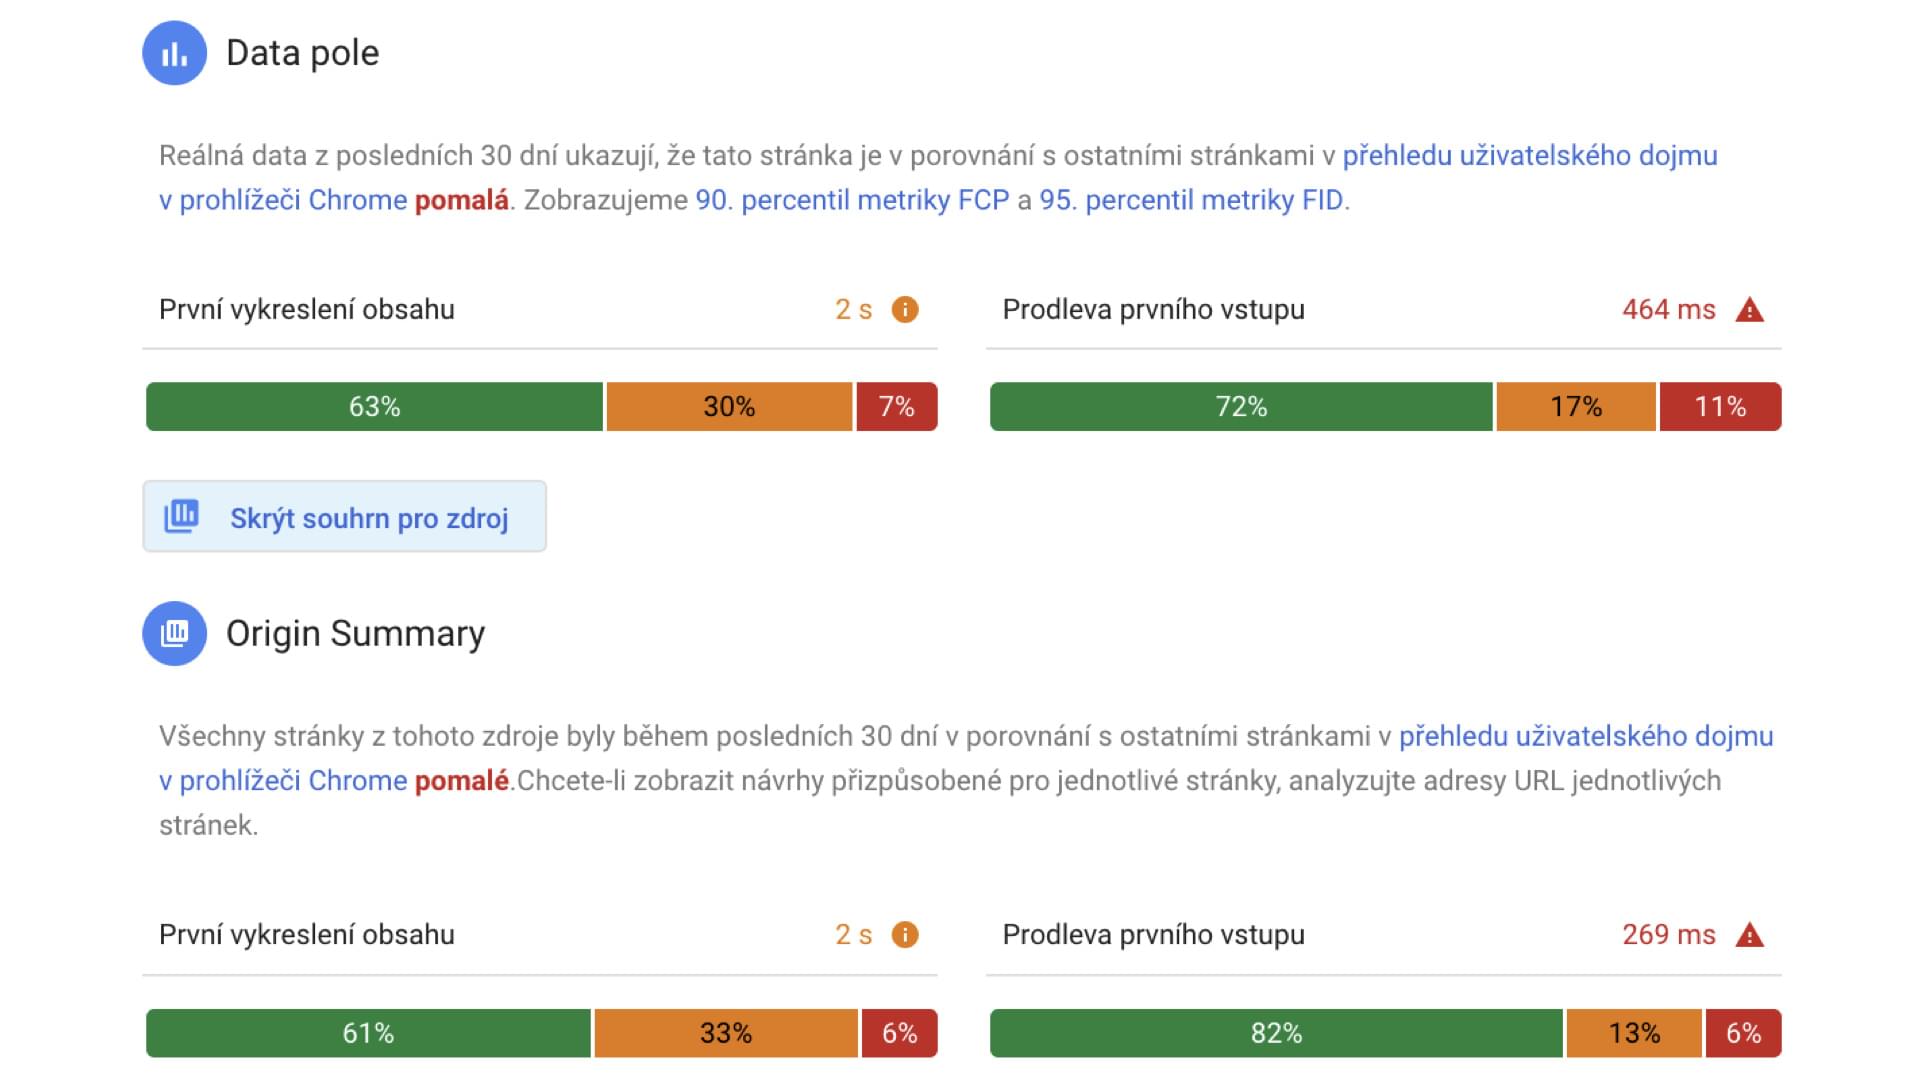 Data pole
Reálná data z posledních 30 dní ukazují, že tato stránka je v porovnání s ostatními stránkami v přehledu uživatelského dojmu
v prohlížeči Chrome pomalá. Zobrazujeme 90. percentil metriky FCP a 95. percentil metriky FID.
První vykreslení obsahu 2 s
63% 30% 7%
Prodleva prvního vstupu 464 ms
72% 17% 11%
Skrýt souhrn pro zdroj
Origin Summary
Všechny stránky z tohoto zdroje byly během posledních 30 dní v porovnání s ostatními stránkami v přehledu uživatelského dojmu
v prohlížeči Chrome pomalé.Chcete-li zobrazit návrhy přizpůsobené pro jednotlivé stránky, analyzujte adresy URL jednotlivých
stránek.
První vykreslení obsahu 2 s
61% 33% 6%
Prodleva prvního vstupu 269 ms
82% 13% 6%